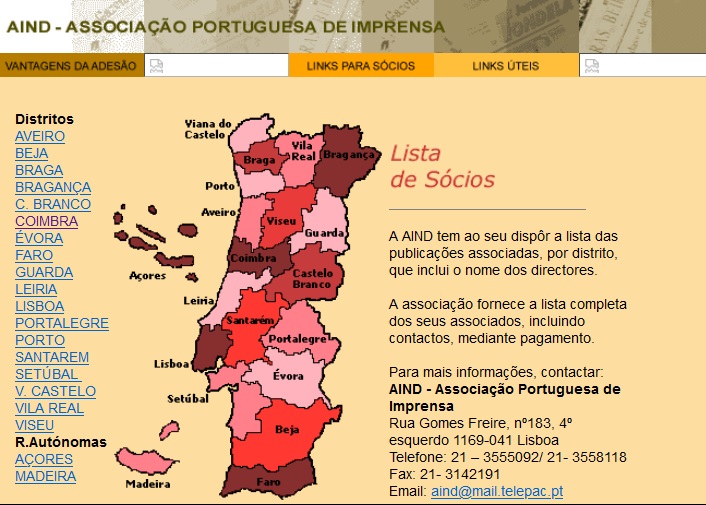 AIND - ASSOCIAÇÃO PORTUGUESA DE IMPRENSA
VANTAGENS DA ADESÃO
LINKS PARA SÓCIOS
LINKS ÚTEIS
Distritos
AVEIRO
BEJA
BRAGA
BRAGANÇA
C. BRANCO
COIMBRA
ÉVORA
FARO
GUARDA
LEIRIA
LISBOA
PORTALEGRE
PORTO
SANTAREM
SETÚBAL
V. CASTELO
VILA REAL
VISEU
R.Autónomas
AÇORES
MADEIRA
Viana do
Castelo
Braga
Vila
Real
Bragança
Porto
Aveiro
Viseu
Guarda
Coimbra
Açores
Castelo
Branco
Leiria
Santarém
Portalegre
Lisboa
Évora
Setúbal
Beja
Madeira
Faro
Lista
de Sócios
A AIND tem ao seu dispôr a lista das
publicações associadas, por distrito,
que inclui o nome dos directores.
A associação fornece a lista completa
dos seus associados, incluindo
contactos, mediante pagamento.
Para mais informações, contactar:
AIND - Associação Portuguesa de
Imprensa
Rua Gomes Freire, nº183, 4º
esquerdo 1169-041 Lisboa
Telefone: 21 – 3555092/ 21- 3558118
Fax: 21- 3142191
Email: aind@mail.telepac.pt